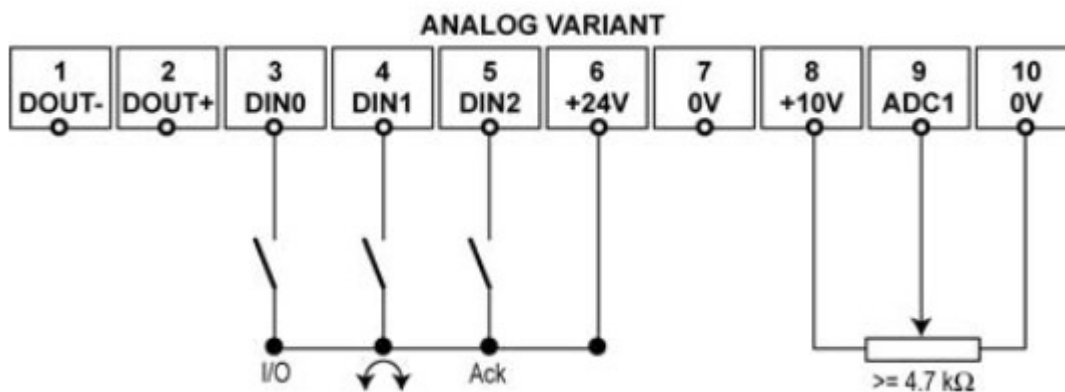 ANALOG VARIANT
1 2 3 4 5 6 7 8 9 10
DOUT- DOUT+ DIN0 DIN1 DIN2 +24V 0V +10V ADC1 0V
I/O Ack
>= 4.7 kΩ